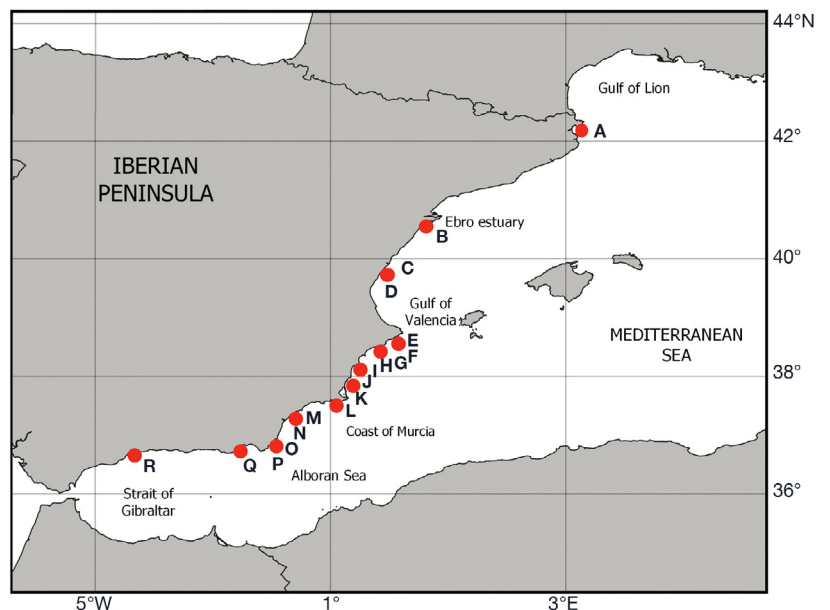 44°N
Gulf of Lion
A
42°
IBERIAN
PENINSULA
Ebro estuary
B
40°
C
D
Gulf of
Valencia
MEDITERRANEAN
SEA
E
F
G
H
I
38°
J
K
L
M
Coast of Murcia
N
O
P
Q
R
Alboran Sea
Strait of
Gibraltar
36°
5°W
1°
3°E